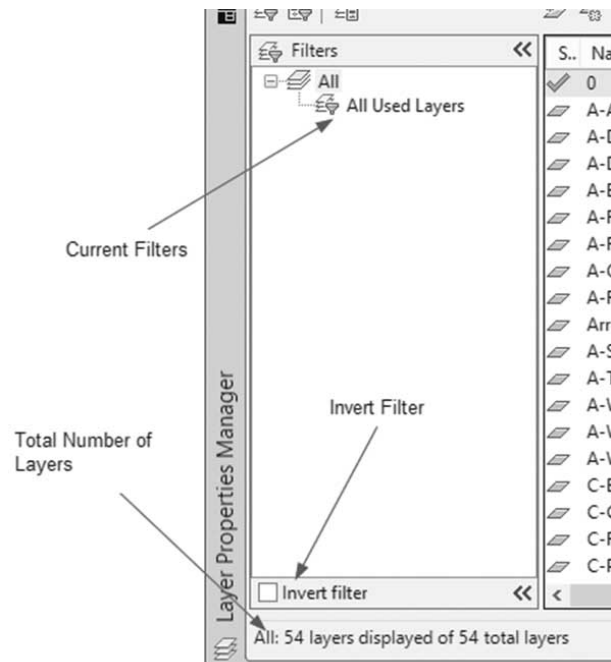 Filters
S..
All
0
All Used Layers
Current Filters
Layer Properties Manager
Invert Filter
Total Number of
Layers
Invert filter
All: 54 layers displayed of 54 total layers